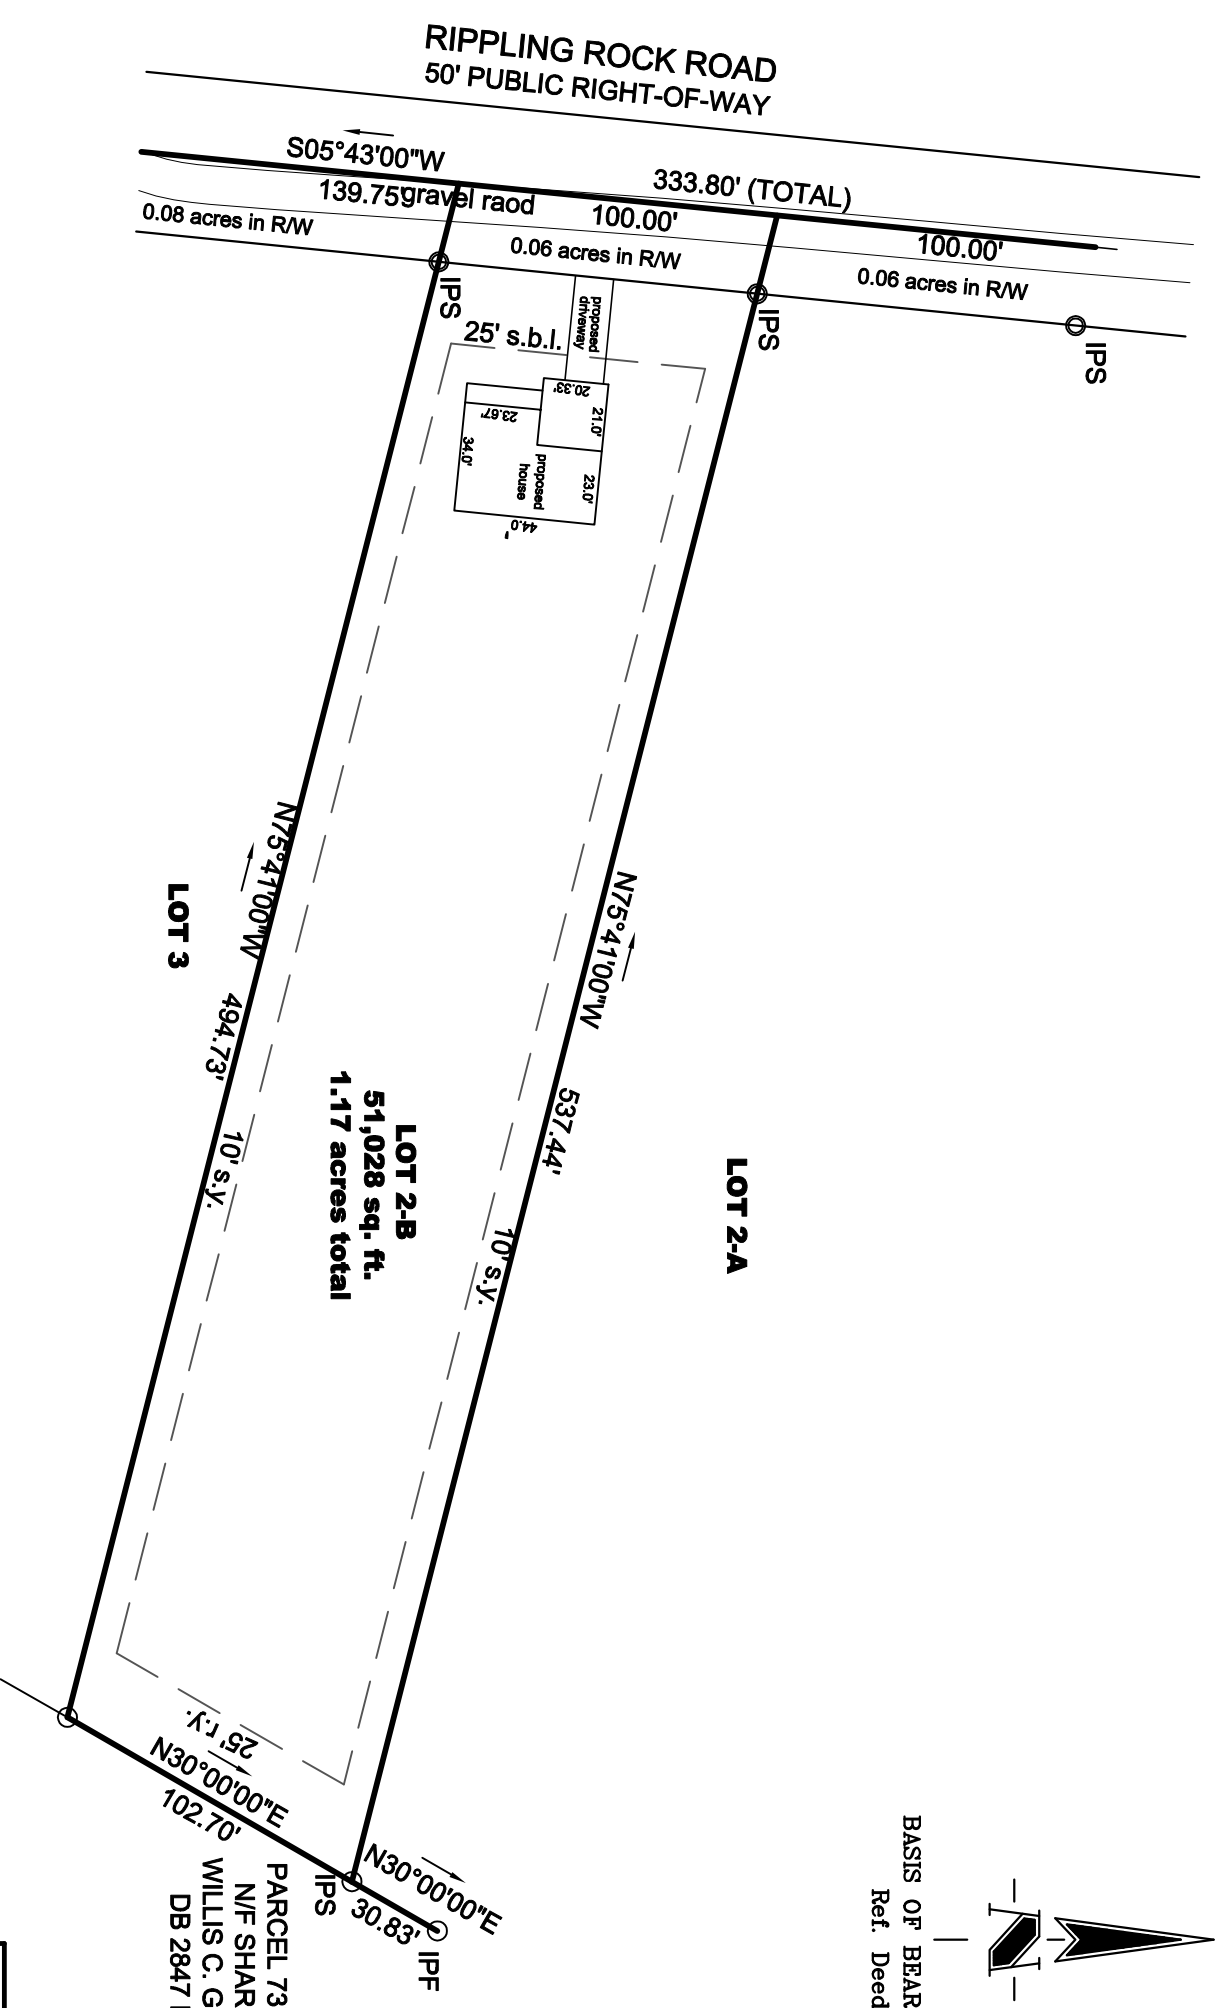 RIPPLING ROCK ROAD
50' PUBLIC RIGHT-OF-WAY
S05°43'00"W
333.80' (TOTAL)
139.75'
gravel raod
100.00'
100.00'
0.08 acres in R/W
0.06 acres in R/W
0.06 acres in R/W
IPS
IPS
IPS
25' s.b.l.
proposed
driveway
20.33'
21.0'
23.67'
34.0'
proposed
house
23.0'
44.0'
N75°41'00"W
494.73'
10' s.y.
LOT 3
N75°41'00"W
537.44'
10' s.y.
LOT 2-A
LOT 2-B
51,028 sq. ft.
1.17 acres total
25' r.y.
N30°00'00"E
102.70'
IPS
N30°00'00"E
30.83'
IPF
PARCEL 73
N/F SHAR
WILLIS C. G
DB 2847
BASIS OF BEAR
Ref. Deed
N